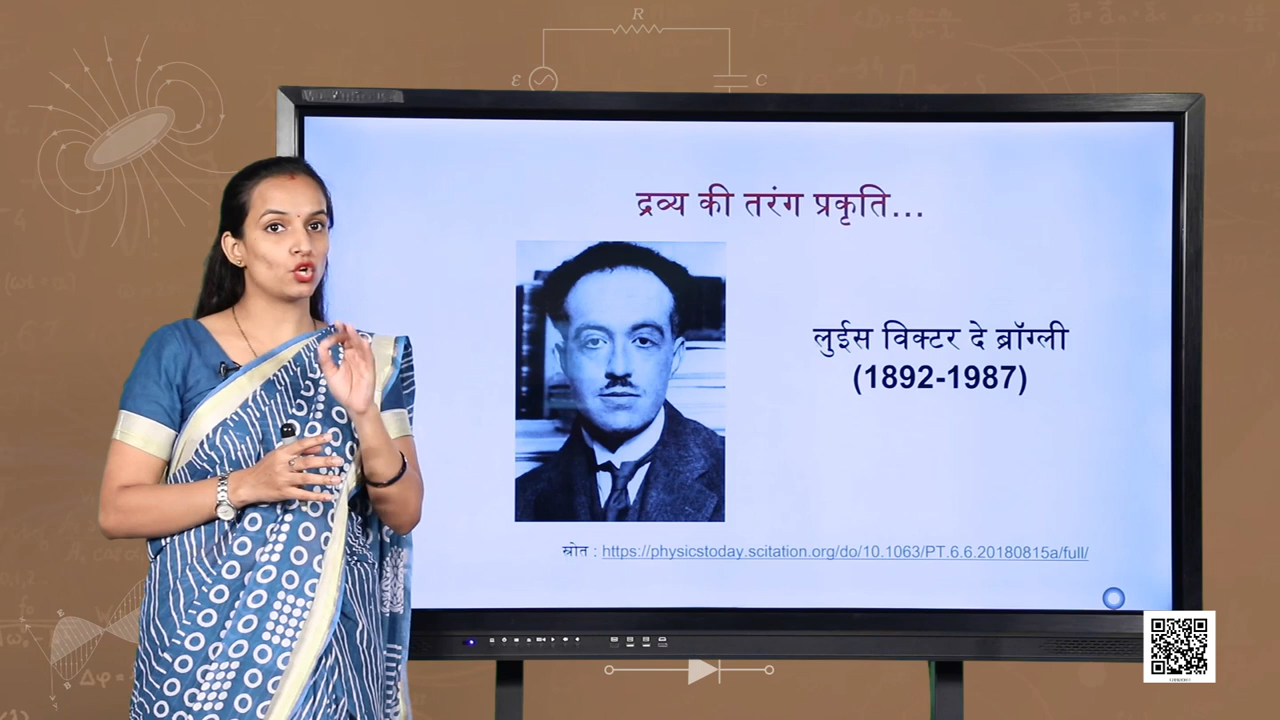 R
ε
C
द्रव्य की तरंग प्रकृति...
लुईस विक्टर दे ब्रॉग्ली
(1892-1987)
स्रोत : https://physicstoday.scitation.org/do/10.1063/PT.6.6.20180815a/full/
Δφ =